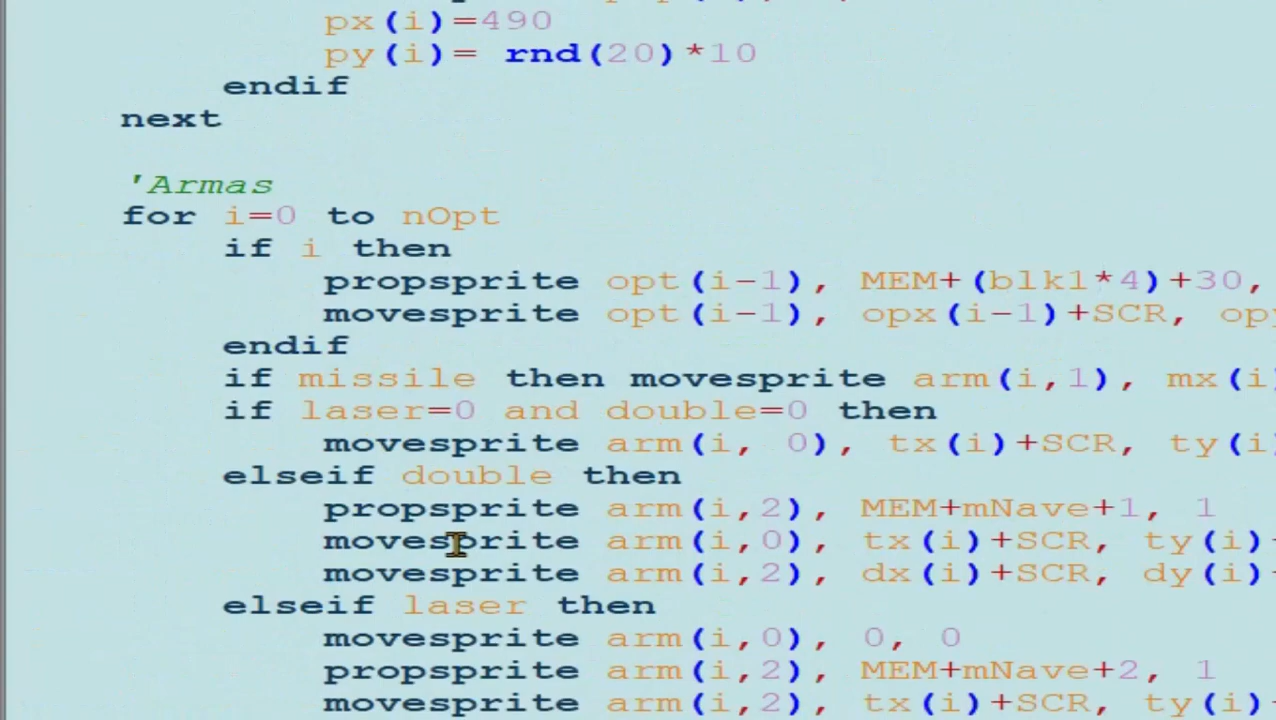 px(i)=490
py(i)= rnd(20)*10
endif
next
'Armas
for i=0 to nOpt
if i then
propsprite opt(i-1), MEM+(blk1*4)+30,
movesprite opt(i-1), opx(i-1)+SCR, op
endif
if missile then movesprite arm(i,1), mx(i
if laser=0 and double=0 then
movesprite arm(i, 0), tx(i)+SCR, ty(i
elseif double then
propsprite arm(i,2), MEM+mNave+1, 1
movesprite arm(i,0), tx(i)+SCR, ty(i)
movesprite arm(i,2), dx(i)+SCR, dy(i)
elseif laser then
movesprite arm(i,0), 0, 0
propsprite arm(i,2), MEM+mNave+2, 1
movesprite arm(i,2), tx(i)+SCR, ty(i)